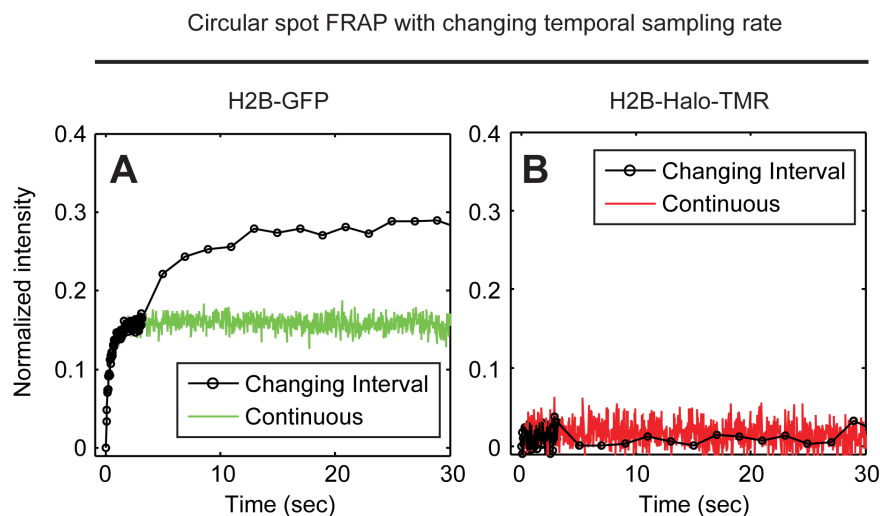 Circular spot FRAP with changing temporal sampling rate
H2B-GFP
H2B-Halo-TMR
A
Normalized intensity
0.4
0.3
0.2
0.1
0
0
10
20
30
Time (sec)
Changing Interval
Continuous
B
0.4
0.3
0.2
0.1
0
0
10
20
30
Time (sec)
Changing Interval
Continuous